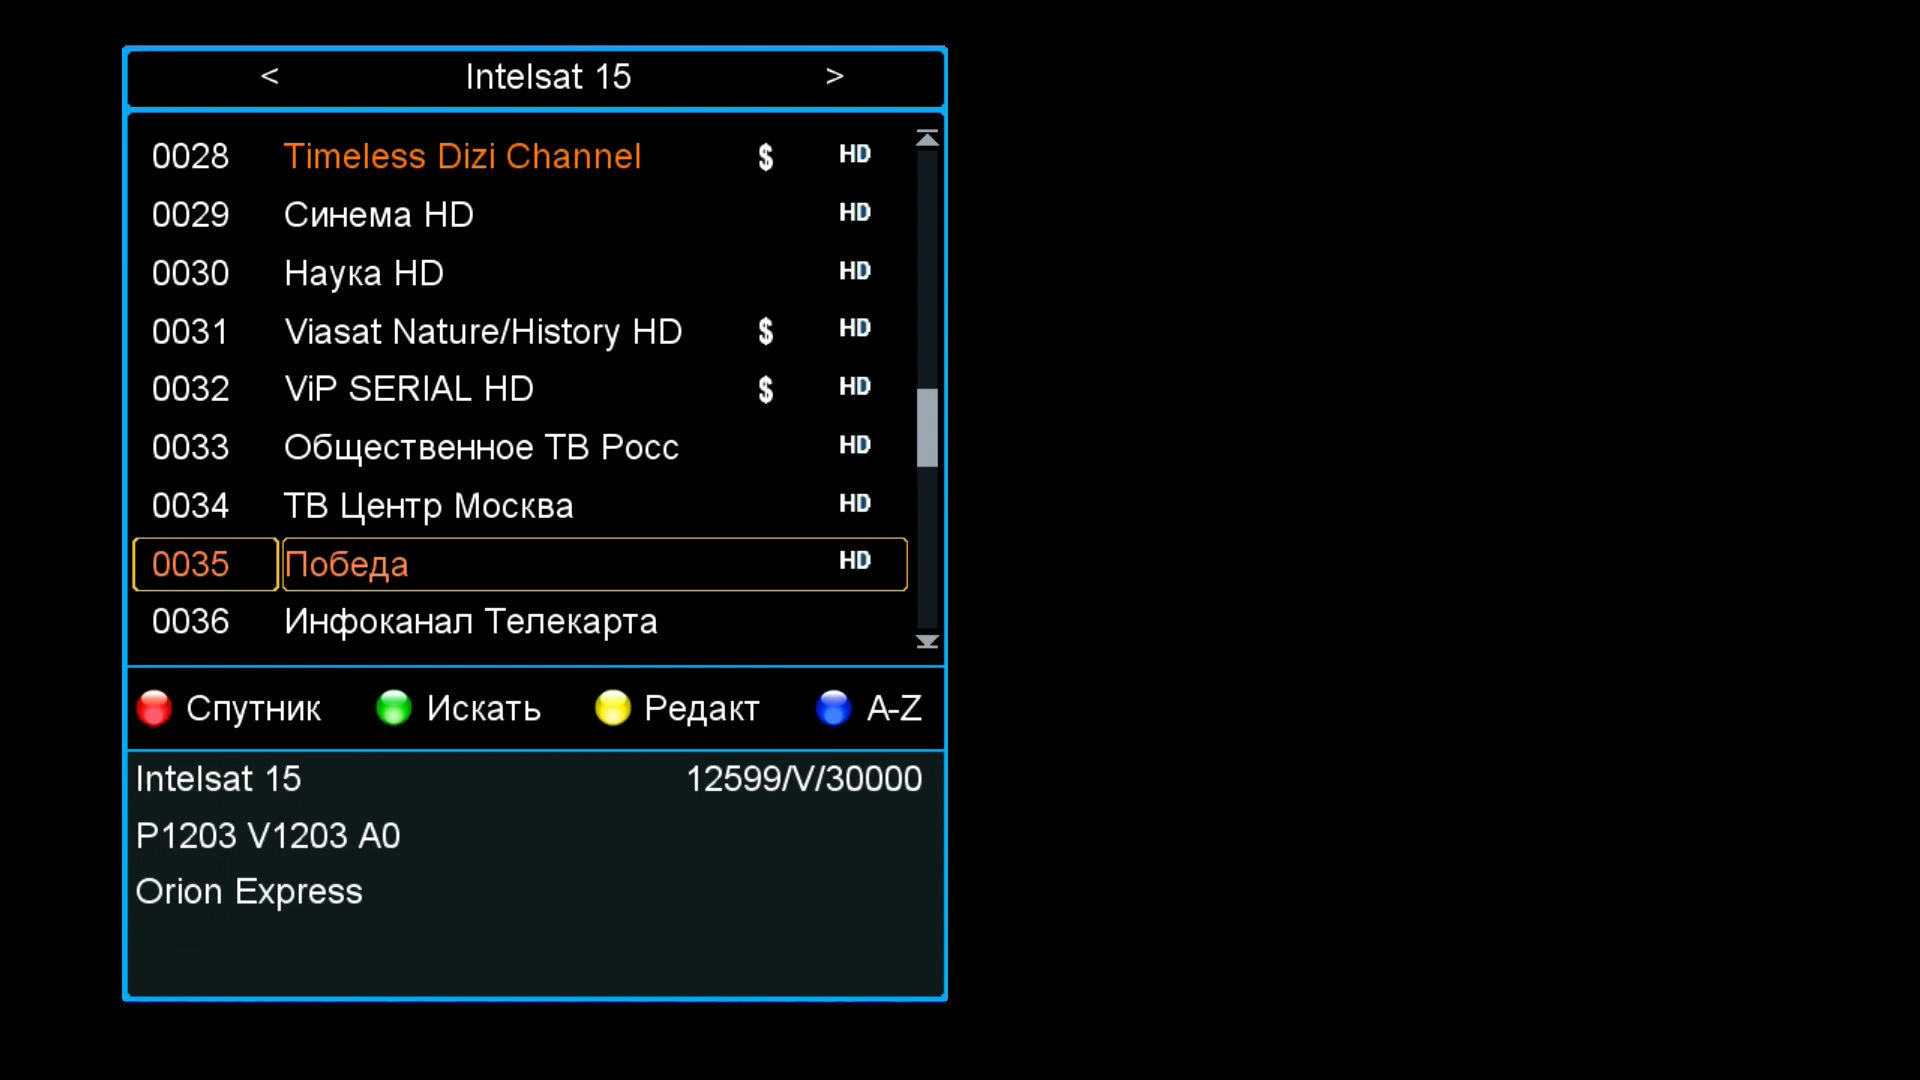 < Intelsat 15 >
0028 Timeless Dizi Channel $ HD
0029 Синема HD HD
0030 Наука HD HD
0031 Viasat Nature/History HD $ HD
0032 ViP SERIAL HD $ HD
0033 Общественное ТВ Росс HD
0034 ТВ Центр Москва HD
0035 Победа HD
0036 Инфоканал Телекарта
Спутник Искать Редакт A-Z
Intelsat 15 12599/V/30000
P1203 V1203 A0
Orion Express